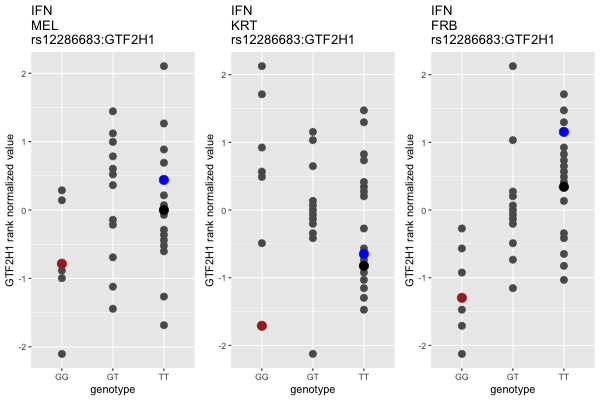 IFN
MEL
rs12286683:GTF2H1
GTF2H1 rank normalized value
2
1
0
-1
-2
GG
GT
TT
genotype
IFN
KRT
rs12286683:GTF2H1
GTF2H1 rank normalized value
2
1
0
-1
-2
GG
GT
TT
genotype
IFN
FRB
rs12286683:GTF2H1
GTF2H1 rank normalized value
2
1
0
-1
-2
GG
GT
TT
genotype